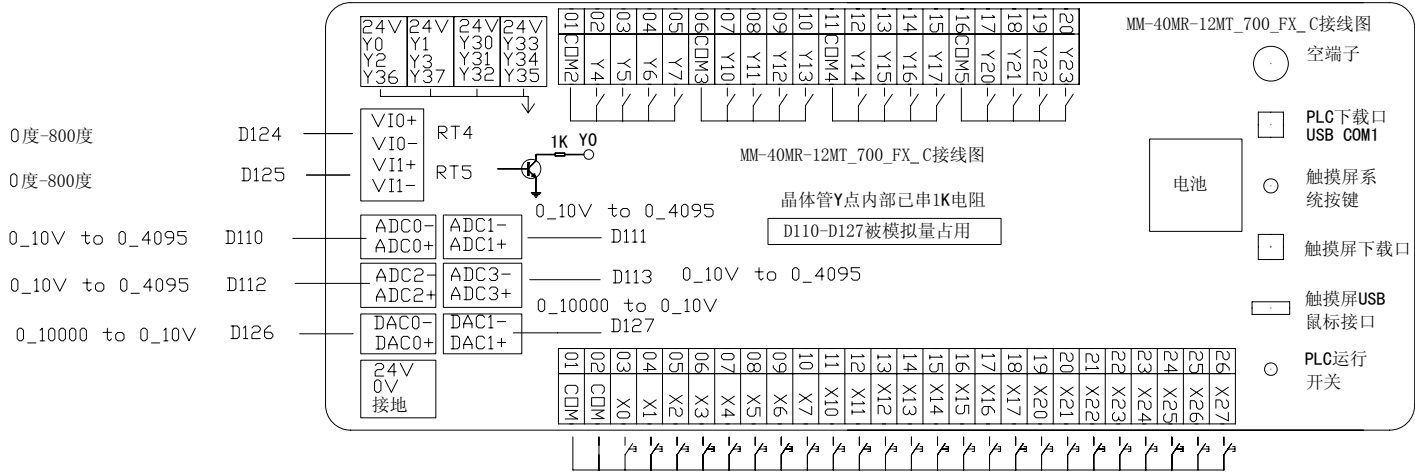 MM-40MR-12MT_700_FX_C接线图
24V 24V 24V 24V
Y0 Y1 Y30 Y33
Y2 Y3 Y31 Y34
Y36 Y37 Y32 Y35
01 02 03 04 05 06 07 08 09 10 11 12 13 14 15 16 17 18 19 20
COM2 Y4 Y5 Y6 Y7 COM3 Y10 Y11 Y12 Y13 COM4 Y14 Y15 Y16 Y17 COM5 Y20 Y21 Y22 Y23
空端子
PLC下载口
USB COM1
触摸屏系
统按键
触摸屏下载口
触摸屏USB
鼠标接口
PLC运行
开关
电池
0度-800度 D124 VI0+ RT4
VI0-
0度-800度 D125 VI1+ RT5
VI1-
1K Y0
MM-40MR-12MT_700_FX_C接线图
晶体管Y点内部已串1K电阻
D110-D127被模拟量占用
0_10V to 0_4095
0_10V to 0_4095 D110 ADC0- ADC1- D111
ADC0+ ADC1+
0_10V to 0_4095 D112 ADC2- ADC3- D113 0_10V to 0_4095
ADC2+ ADC3+
0_10000 to 0_10V
0_10000 to 0_10V D126 DAC0- DAC1- D127
DAC0+ DAC1+
24V
0V
接地
01 02 03 04 05 06 07 08 09 10 11 12 13 14 15 16 17 18 19 20 21 22 23 24 25 26
COM COM X0 X1 X2 X3 X4 X5 X6 X7 X10 X11 X12 X13 X14 X15 X16 X17 X20 X21 X22 X23 X24 X25 X26 X27